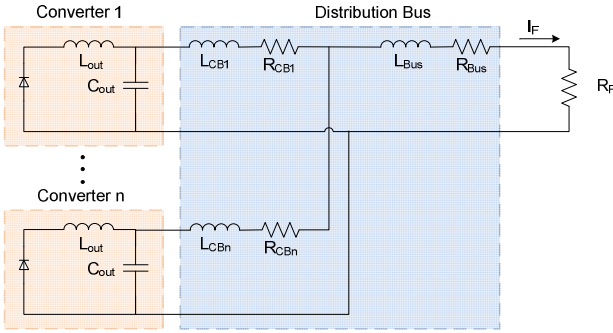 Converter 1
Distribution Bus
I_F
L_out
C_out
L_CB1
R_CB1
L_Bus
R_Bus
R_F
Converter n
L_out
C_out
L_CBn
R_CBn